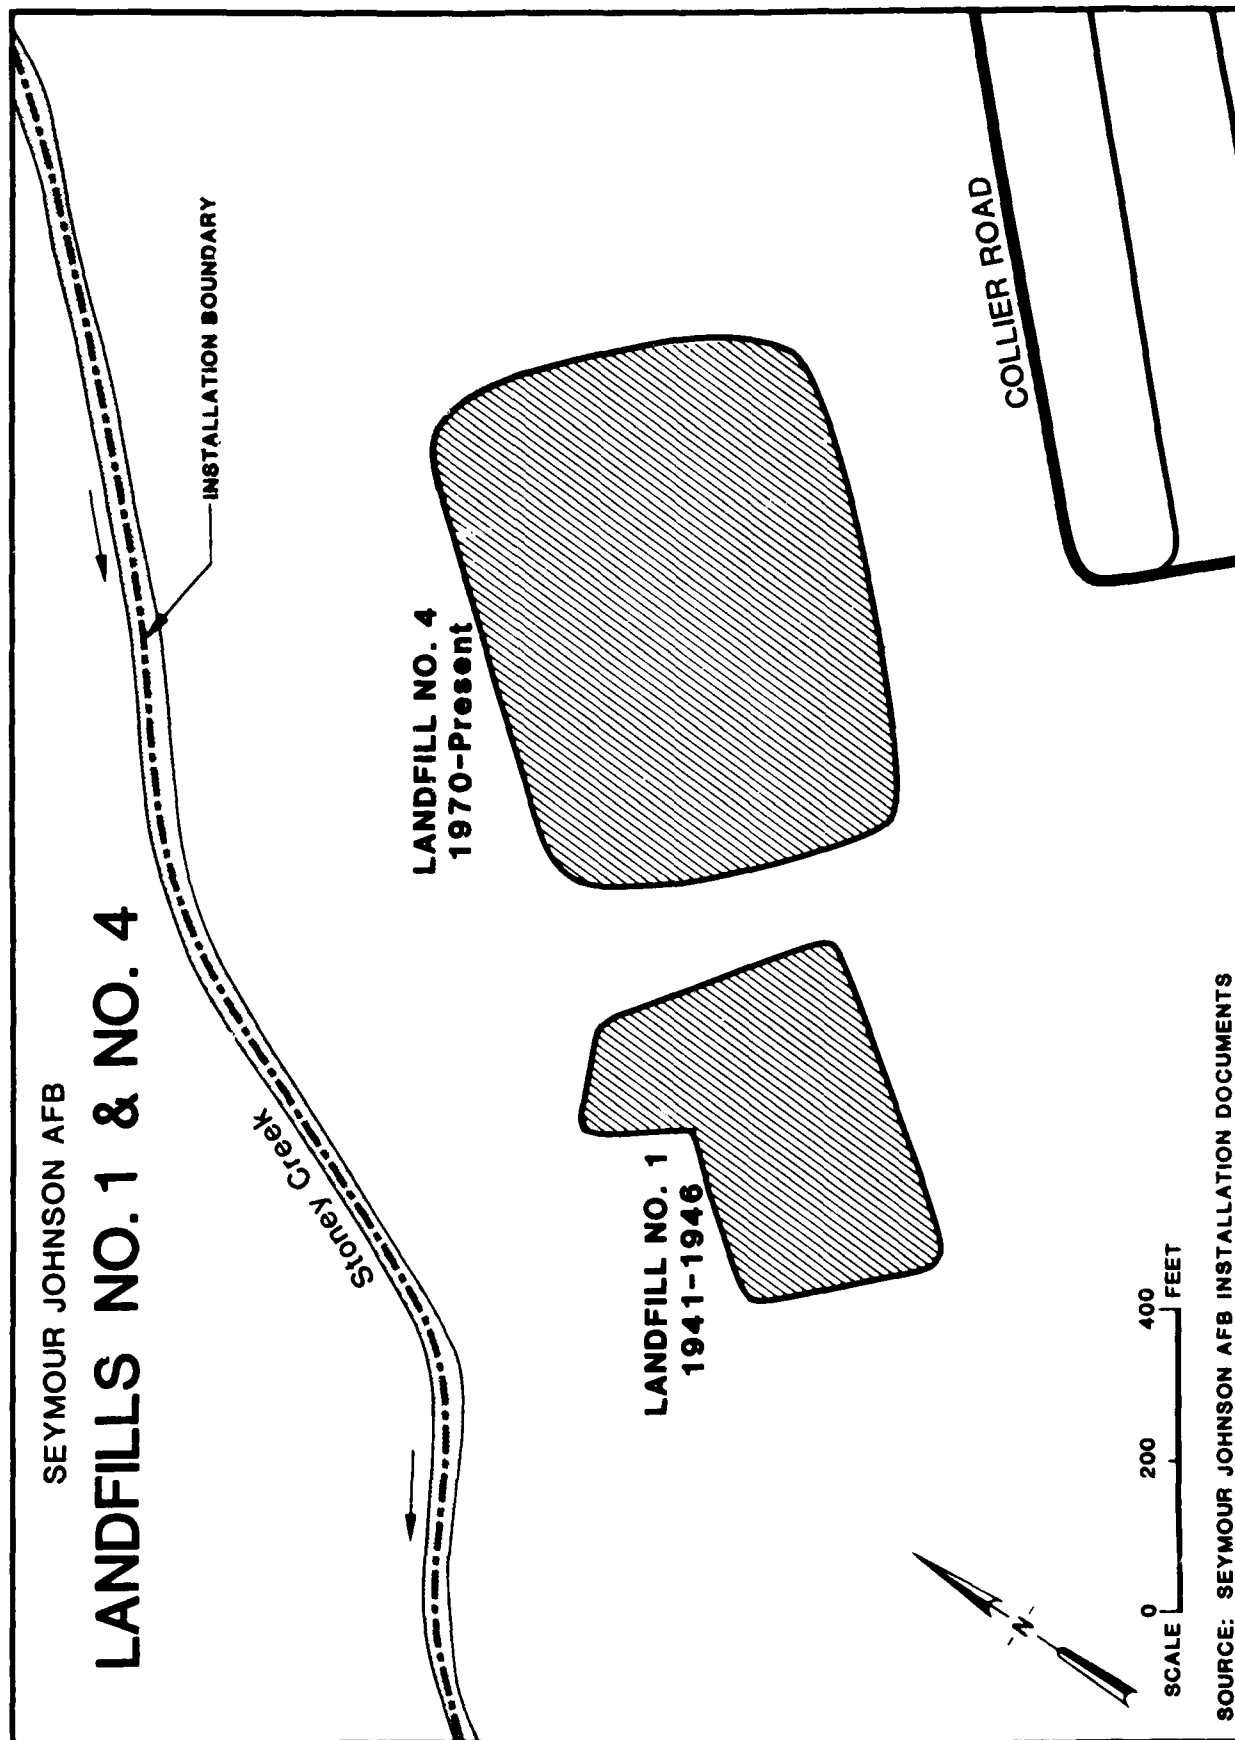 SEYMOUR JOHNSON AFB
LANDFILLS NO. 1 & NO. 4
INSTALLATION BOUNDARY
Stoney Creek
LANDFILL NO. 4
1970-Present
LANDFILL NO. 1
1941-1946
COLLIER ROAD
-N-
0 200 400
SCALE FEET
SOURCE: SEYMOUR JOHNSON AFB INSTALLATION DOCUMENTS